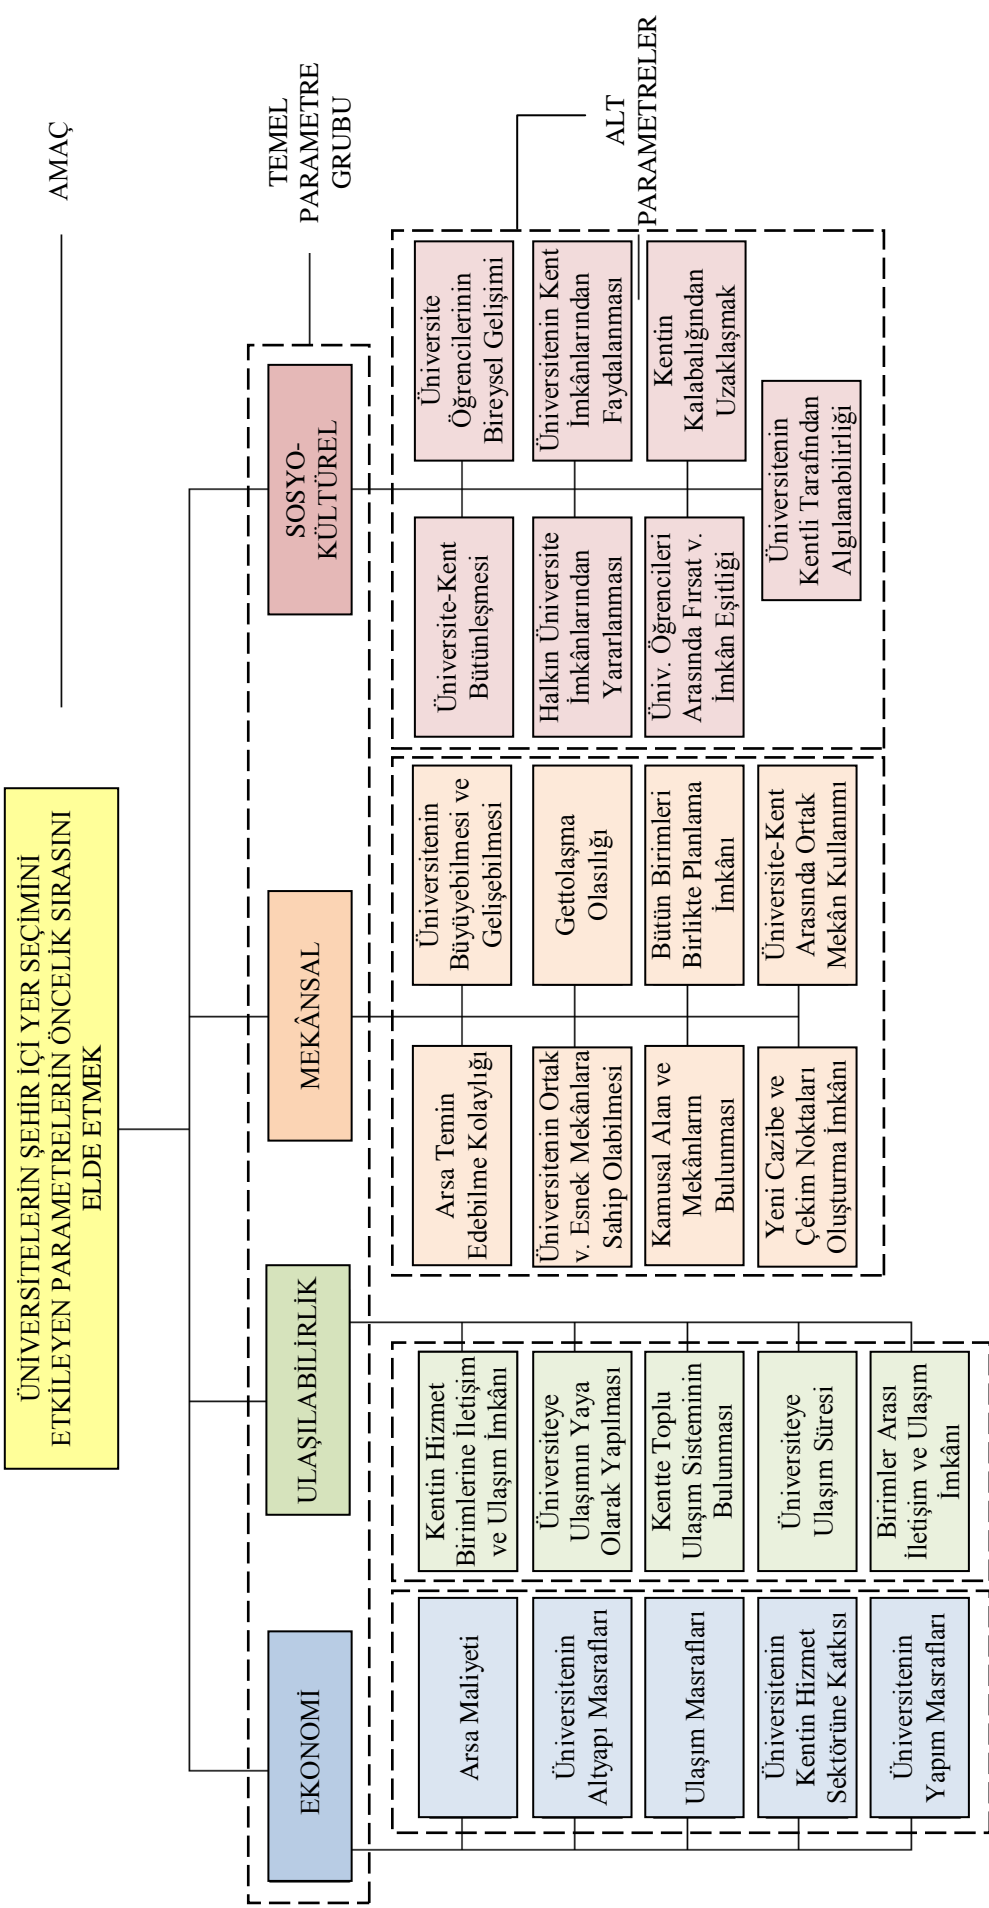 ÜNİVERSİTELERİN ŞEHİR İÇİ YER SEÇİMİNİ
ETKİLEYEN PARAMETRELERİN ÖNCELİK SIRASINI
ELDE ETMEK
AMAÇ
EKONOMİ
ULAŞILABİLİRLİK
MEKÂNSAL
SOSYO-
KÜLTÜREL
TEMEL
PARAMETRE
GRUBU
Arsa Maliyeti
Üniversitenin
Altyapı Masrafları
Ulaşım Masrafları
Üniversitenin
Kentin Hizmet
Sektörüne Katkısı
Üniversitenin
Yapım Masrafları
Kentin Hizmet
Birimlerine İletişim
ve Ulaşım İmkânı
Üniversiteye
Ulaşımın Yaya
Olarak Yapılması
Kentte Toplu
Ulaşım Sisteminin
Bulunması
Üniversiteye
Ulaşım Süresi
Birimler Arası
İletişim ve Ulaşım
İmkânı
Arsa Temin
Edebilme Kolaylığı
Üniversitenin Ortak
v. Esnek Mekânlara
Sahip Olabilmesi
Kamusal Alan ve
Mekânların
Bulunması
Yeni Cazibe ve
Çekim Noktaları
Oluşturma İmkânı
Üniversitenin
Büyüyebilmesi ve
Gelişebilmesi
Gettolaşma
Olasılığı
Bütün Birimleri
Birlikte Planlama
İmkânı
Üniversite-Kent
Arasında Ortak
Mekân Kullanımı
Üniversite-Kent
Bütünleşmesi
Halkın Üniversite
İmkânlarından
Yararlanması
Üniv. Öğrencileri
Arasında Fırsat v.
İmkân Eşitliği
Üniversite
Öğrencilerinin
Bireysel Gelişimi
Üniversitenin Kent
İmkânlarından
Faydalanması
Kentin
Kalabalığından
Uzaklaşmak
Üniversitenin
Kentli Tarafından
Algılanabilirliği
ALT
PARAMETRELER